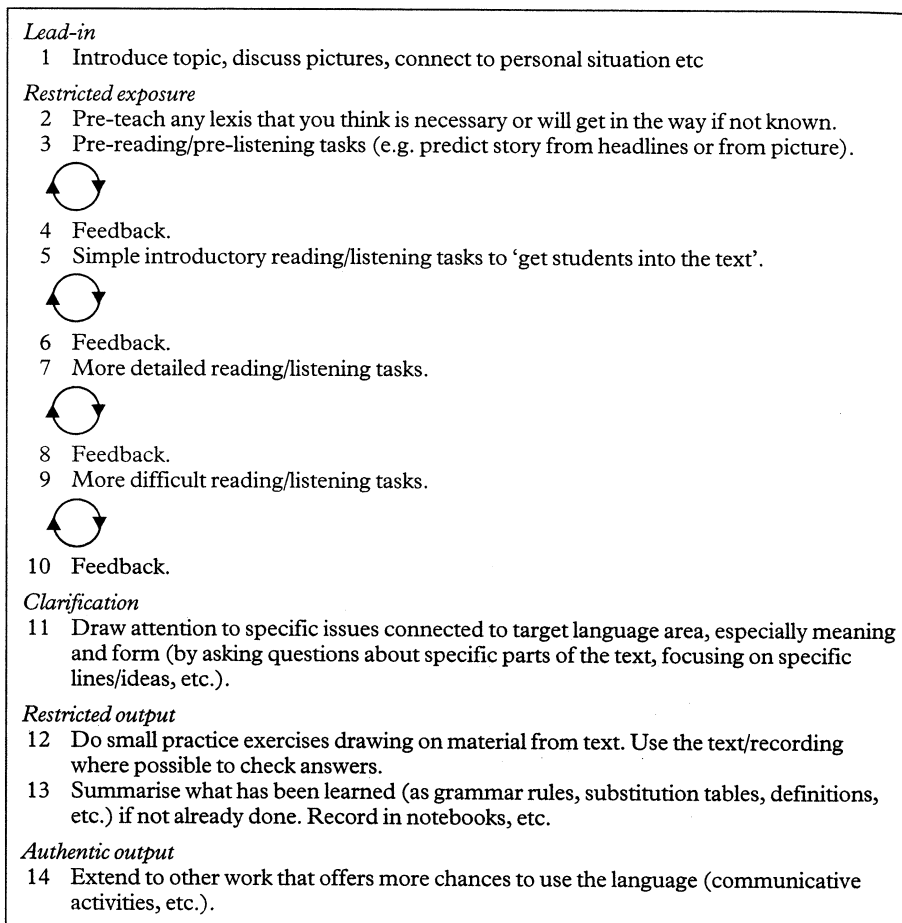 Lead-in
1 Introduce topic, discuss pictures, connect to personal situation etc
Restricted exposure
2 Pre-teach any lexis that you think is necessary or will get in the way if not known.
3 Pre-reading/pre-listening tasks (e.g. predict story from headlines or from picture).
4 Feedback.
5 Simple introductory reading/listening tasks to ‘get students into the text’.
6 Feedback.
7 More detailed reading/listening tasks.
8 Feedback.
9 More difficult reading/listening tasks.
10 Feedback.
Clarification
11 Draw attention to specific issues connected to target language area, especially meaning
and form (by asking questions about specific parts of the text, focusing on specific
lines/ideas, etc.).
Restricted output
12 Do small practice exercises drawing on material from text. Use the text/recording
where possible to check answers.
13 Summarise what has been learned (as grammar rules, substitution tables, definitions,
etc.) if not already done. Record in notebooks, etc.
Authentic output
14 Extend to other work that offers more chances to use the language (communicative
activities, etc.).